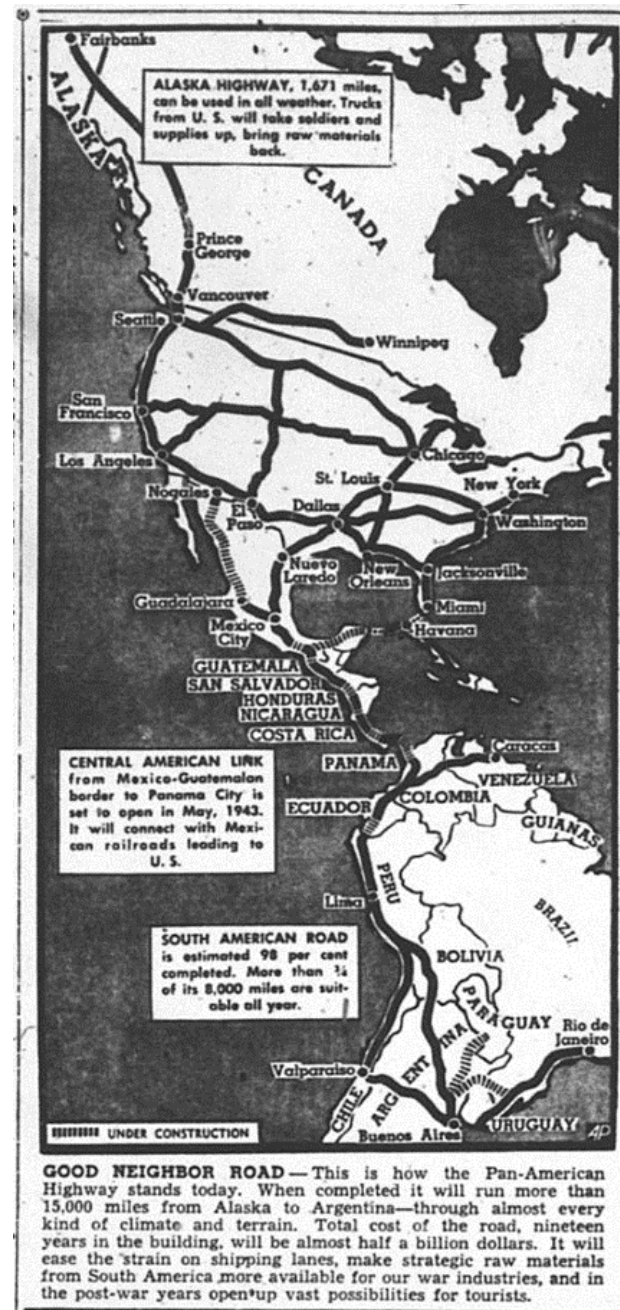 Fairbanks
ALASKA
ALASKA HIGHWAY, 1,671 miles,
can be used in all weather. Trucks
from U. S. will take soldiers and
supplies up, bring raw materials
back.
CANADA
Prince
George
Vancouver
Seattle
Winnipeg
San
Francisco
Chicago
Los Angeles
St. Louis
New York
Nogales
El
Paso
Dallas
Washington
Nuevo
Laredo
New
Orleans
Jacksonville
Guadalajara
Miami
Mexico
City
Havana
GUATEMALA
SAN SALVADOR
HONDURAS
NICARAGUA
COSTA RICA
PANAMA
Caracas
VENEZUELA
CENTRAL AMERICAN LINK
from Mexico-Guatemalan
border to Panama City is
set to open in May, 1943.
It will connect with Mexi-
can railroads leading to
U. S.
ECUADOR
COLOMBIA
GUIANAS
PERU
Lima
BRAZIL
SOUTH AMERICAN ROAD
is estimated 98 per cent
completed. More than ¾
of its 8,000 miles are suit-
able all year.
BOLIVIA
PARAGUAY
Rio de
Janeiro
Valparaiso
CHILE
ARGENTINA
UNDER CONSTRUCTION
Buenos Aires
URUGUAY
AP
GOOD NEIGHBOR ROAD — This is how the Pan-American
Highway stands today. When completed it will run more than
15,000 miles from Alaska to Argentina—through almost every
kind of climate and terrain. Total cost of the road, nineteen
years in the building, will be almost half a billion dollars. It will
ease the strain on shipping lanes, make strategic raw materials
from South America more available for our war industries, and in
the post-war years open up vast possibilities for tourists.